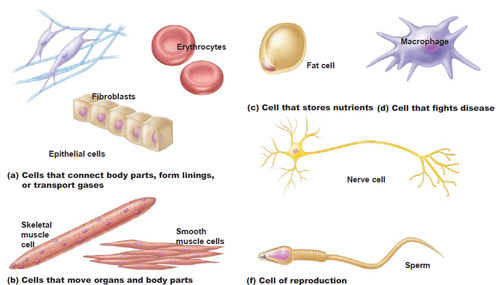 Erythrocytes
Fibroblasts
Epithelial cells
(a) Cells that connect body parts, form linings,
or transport gases
Skeletal
muscle
cell
Smooth
muscle cells
(b) Cells that move organs and body parts
Fat cell
Macrophage
(c) Cell that stores nutrients
(d) Cell that fights disease
Nerve cell
Sperm
(f) Cell of reproduction